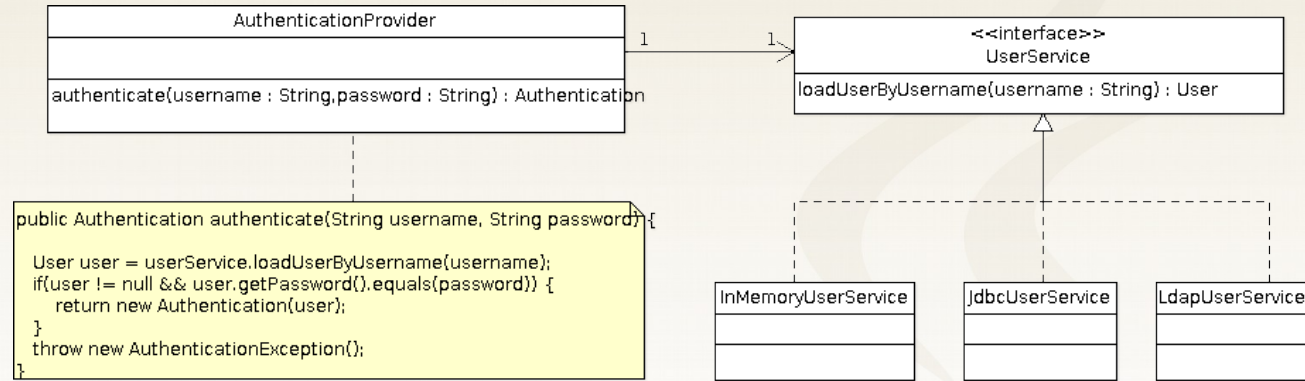 AuthenticationProvider
authenticate(username : String,password : String) : Authentication
1
1
<<interface>>
UserService
loadUserByUsername(username : String) : User
public Authentication authenticate(String username, String password) {
User user = userService.loadUserByUsername(username);
if(user != null && user.getPassword().equals(password)) {
return new Authentication(user);
}
throw new AuthenticationException();
}
InMemoryUserService
JdbcUserService
LdapUserService